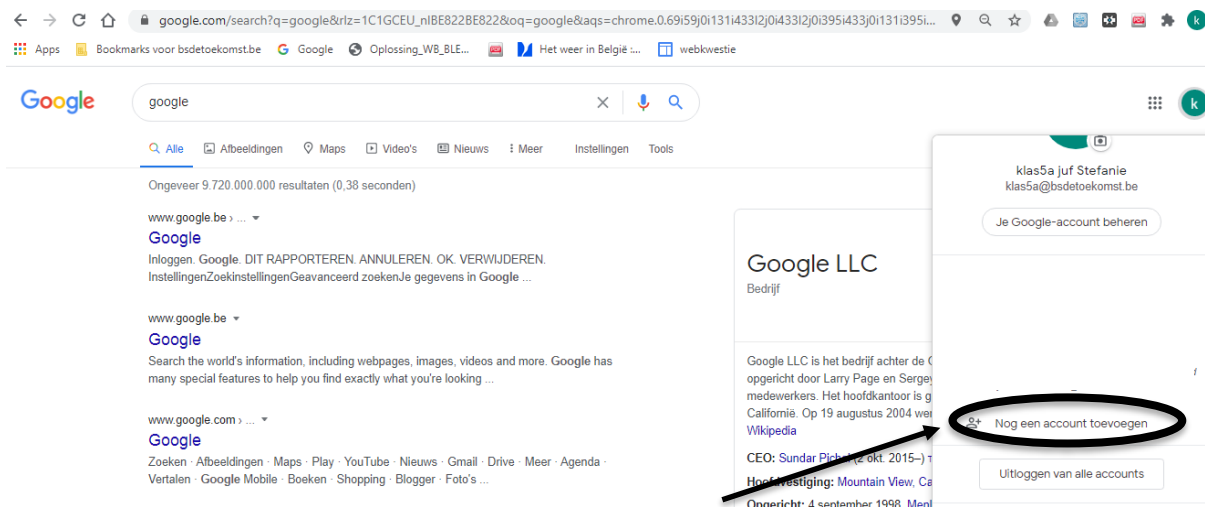 google.com/search?q=google&rlz=1C1GCEU_nlBE822BE822&oq=google&aqs=chrome.0.69i59j0i131i433l2j0i433l2j0i395i433j0i131i395i...
Apps Bookmarks voor bsdetoekomst.be G Google Oplossing_WB_BLE... Het weer in België :... webkwestie
Google google k
Alle Afbeeldingen Maps Video's Nieuws Meer Instellingen Tools
Ongeveer 9.720.000.000 resultaten (0,38 seconden)
www.google.be › ...
Google
Inloggen. Google. DIT RAPPORTEREN. ANNULEREN. OK. VERWIJDEREN.
InstellingenZoekinstellingenGeavanceerd zoekenJe gegevens in Google ...
www.google.be
Google
Search the world's information, including webpages, images, videos and more. Google has
many special features to help you find exactly what you're looking ...
www.google.com › ...
Google
Zoeken · Afbeeldingen · Maps · Play · YouTube · Nieuws · Gmail · Drive · Meer · Agenda ·
Vertalen · Google Mobile · Boeken · Shopping · Blogger · Foto's ...
Google LLC
Bedrijf
Google LLC is het bedrijf achter de
opgericht door Larry Page en Sergey
medewerkers. Het hoofdkantoor is g
Californië. Op 19 augustus 2004 wer
Wikipedia
CEO: Sundar Pichai (2 okt. 2015–)
Hoofdvestiging: Mountain View, Ca
Opgericht: 4 september 1998, Menl
klas5a juf Stefanie
klas5a@bsdetoekomst.be
Je Google-account beheren
Nog een account toevoegen
Uitloggen van alle accounts